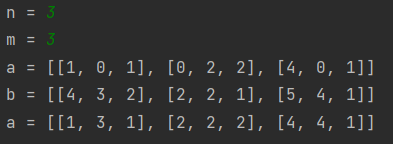 n = 3
m = 3
a = [[1, 0, 1], [0, 2, 2], [4, 0, 1]]
b = [[4, 3, 2], [2, 2, 1], [5, 4, 1]]
a = [[1, 3, 1], [2, 2, 2], [4, 4, 1]]